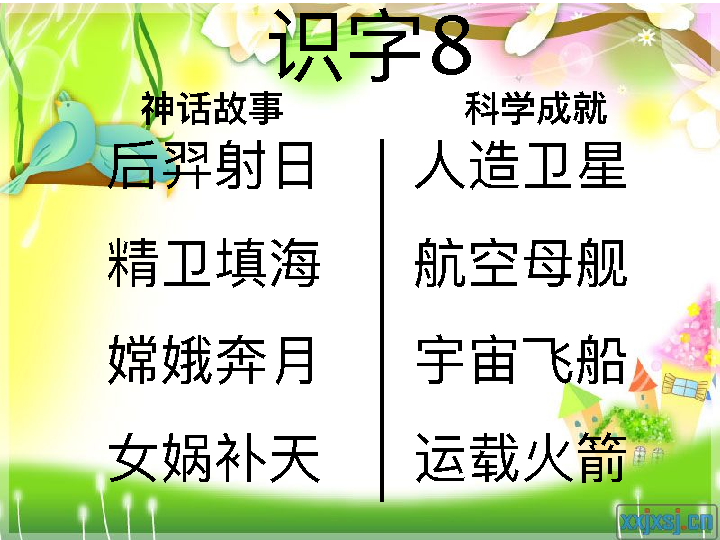 识字8
神话故事 科学成就
后羿射日 人造卫星
精卫填海 航空母舰
嫦娥奔月 宇宙飞船
女娲补天 运载火箭
xxjxsj.cn